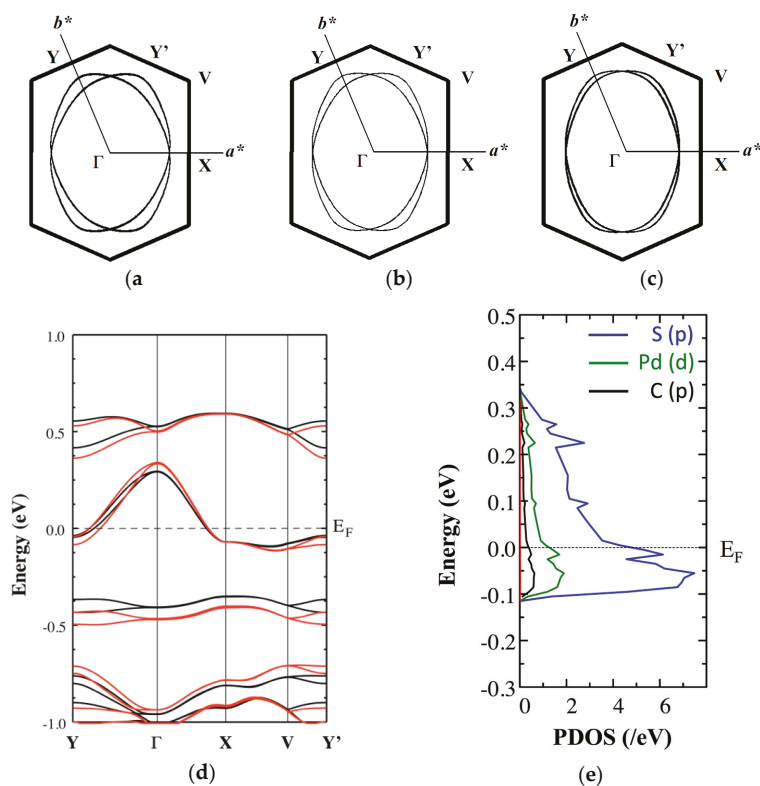 b* Y Y' V Γ a* X
b* Y Y' V Γ a* X
b* Y Y' V Γ a* X
(a) (b) (c)
1.0
0.5
0.0
0.5
-1.0
Energy (eV)
E_F
Y Γ X V Y'
(d)
0.5
0.4
0.3
0.2
0.1
0.0
-0.1
-0.2
-0.3
Energy (eV)
S (p)
Pd (d)
C (p)
E_F
0 2 4 6
PDOS (/eV)
(e)